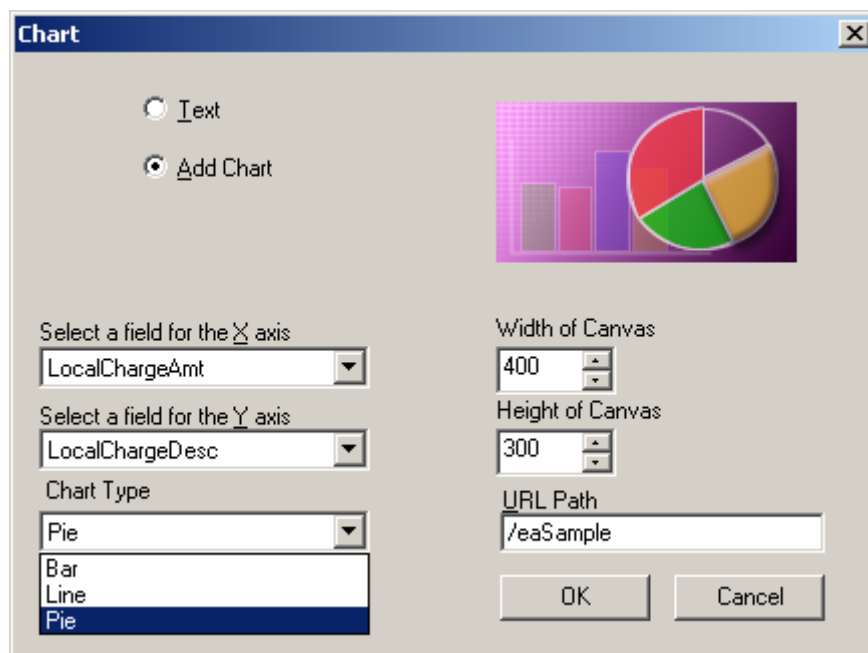 Chart
Text
Add Chart
Select a field for the X axis
LocalChargeAmt
Select a field for the Y axis
LocalChargeDesc
Chart Type
Pie
Bar
Line
Pie
Width of Canvas
400
Height of Canvas
300
URL Path
/eaSample
OK
Cancel